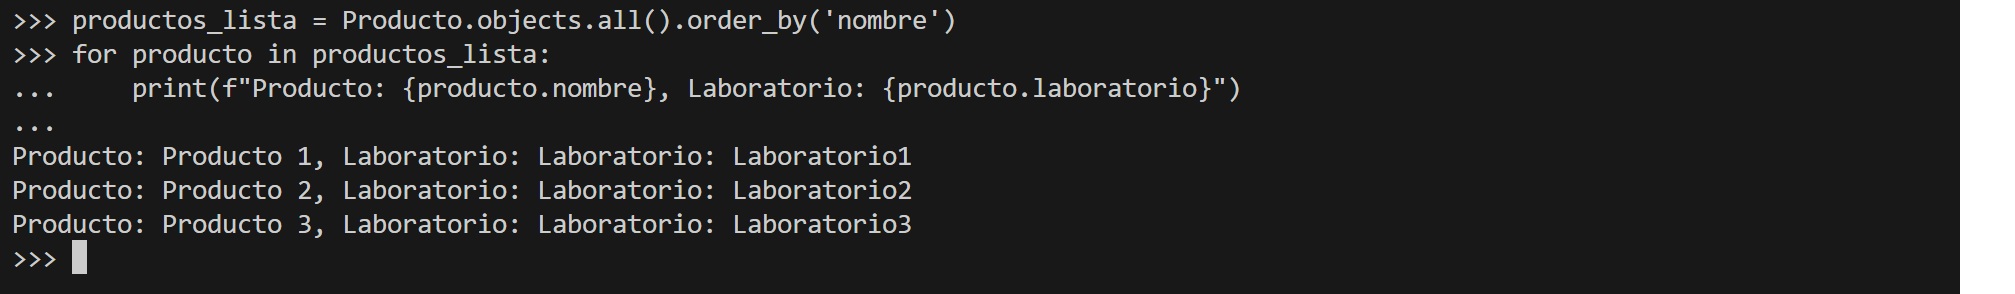 >>> productos_lista = Producto.objects.all().order_by('nombre')
>>> for producto in productos_lista:
...     print(f"Producto: {producto.nombre}, Laboratorio: {producto.laboratorio}")
...
Producto: Producto 1, Laboratorio: Laboratorio: Laboratorio1
Producto: Producto 2, Laboratorio: Laboratorio: Laboratorio2
Producto: Producto 3, Laboratorio: Laboratorio: Laboratorio3
>>>